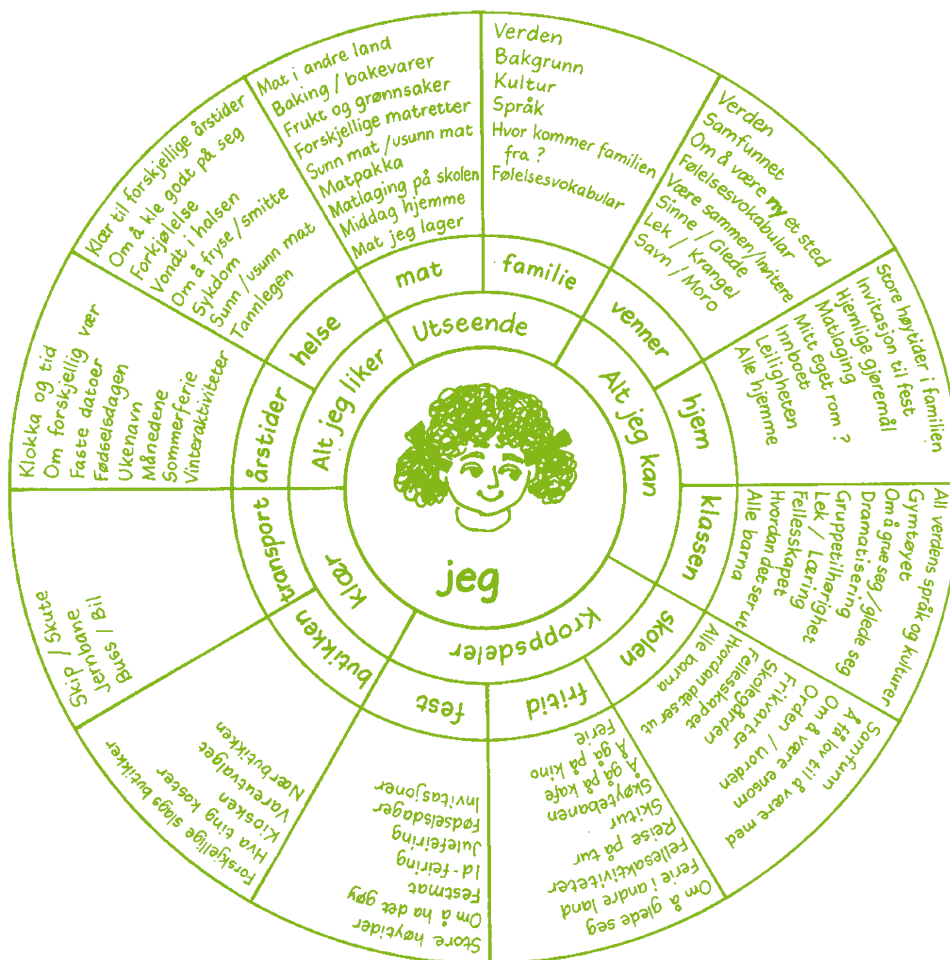 jeg
Utseende
Alt jeg kan
Kroppsdeler
klær
Alt jeg liker
familie
Verden
Bakgrunn
Kultur
Språk
Hvor kommer familien
fra ?
Følelsesvokabular
venner
Verden
Samfunnet
Om å være ny et sted
Følelsesvokabular
Være sammen/invitere
Sinne / Glede
Lek / Krangel
Savn / Moro
hjem
Store høytider i familien
Invitasjon til fest
Hjemlige gjøremål
Matlaging
Mitt eget rom ?
Innboet
Leiligheten
Alle hjemme
klassen
All verdens språk og kulturer
Gymtøyet
Om å grue seg/glede seg
Dramatisering
Gruppetilhørighet
Lek / Læring
Fellesskapet
Hvordan det ser ut
Alle barna
skolen
Alle barna
Hvordan det ser ut
Fellesskapet
Skolegården
Frikvarter
Orden / uorden
Om å være ensom
Å få lov til å være med
Samfunn
fritid
Ferie
Å gå på kino
Å gå på kafe
Skøytebanen
Skitur
Reise på tur
Fellesaktiviteter
Ferie i andre land
Om å glede seg
fest
Invitasjoner
Fødselsdager
Julefeiring
Id-feiring
Festmat
Om å ha det gøy
Store høytider
butikken
Nærbutikken
Vareutvalget
Kiosken
Hva ting koster
Forskjellige slags butikker
transport
Skip / Skute
Jernbane
Buss / Bil
årstider
Klokka og tid
Om forskjellig vær
Faste datoer
Fødselsdagen
Ukenavn
Månedene
Sommerferie
Vinteraktiviteter
helse
Klær til forskjellige årstider
Om å kle godt på seg
Forkjølelse
Vondt i halsen
Om å fryse/smitte
Sykdom
Sunn/usunn mat
Tannlegen
mat
Mat i andre land
Baking / bakevarer
Frukt og grønnsaker
Forskjellige matretter
Sunn mat /usunn mat
Matpakka
Matlaging på skolen
Middag hjemme
Mat jeg lager